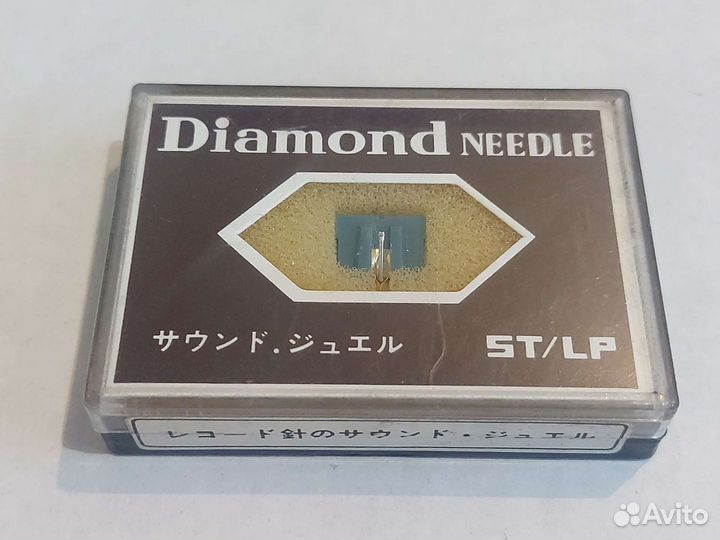 Diamond NEEDLE
サウンド.ジュエル ST/LP
レコード針のサウンド・ジュエル
Avito